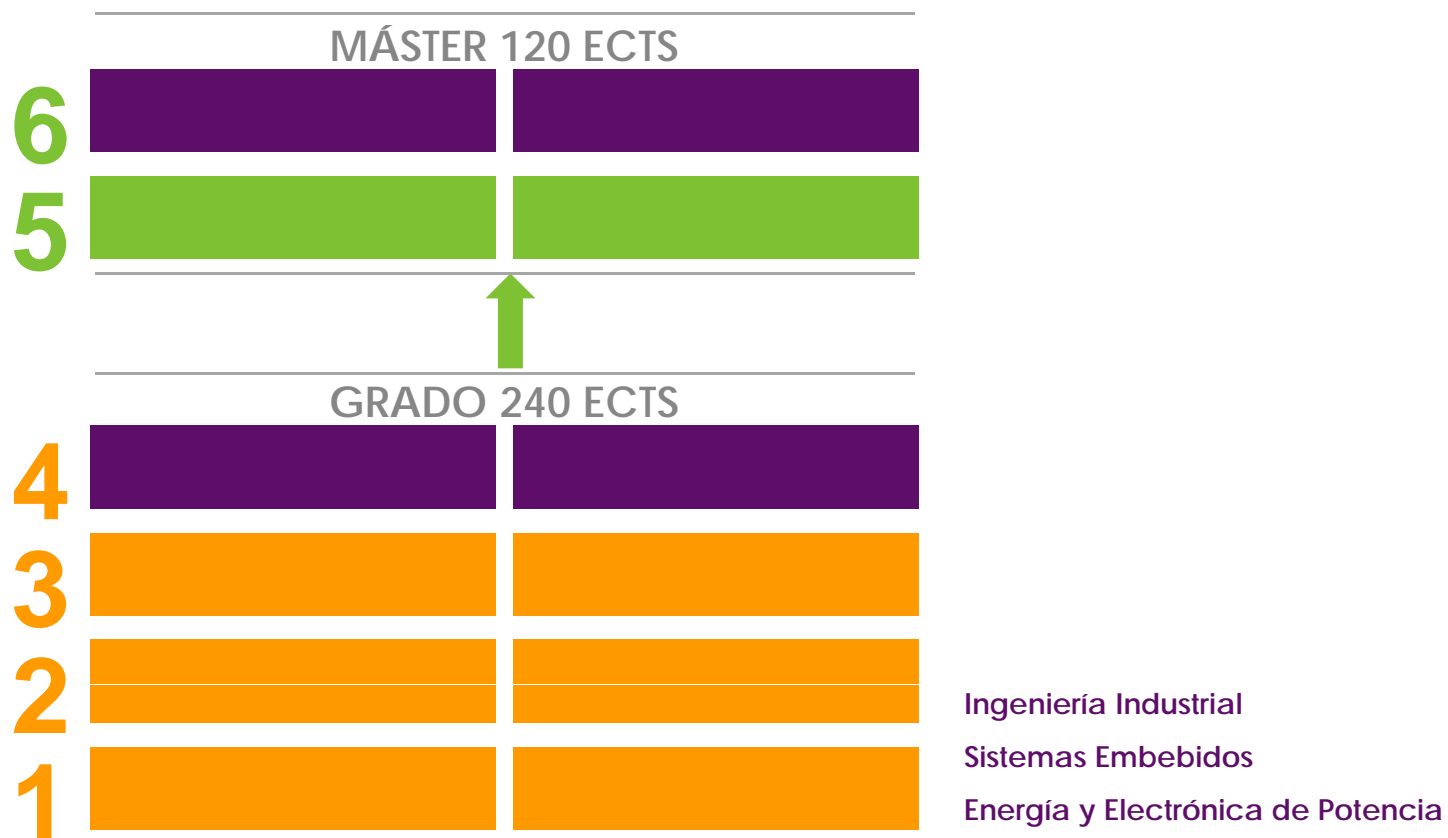 MÁSTER 120 ECTS
6
5
GRADO 240 ECTS
4
3
2
1
Ingeniería Industrial
Sistemas Embebidos
Energía y Electrónica de Potencia